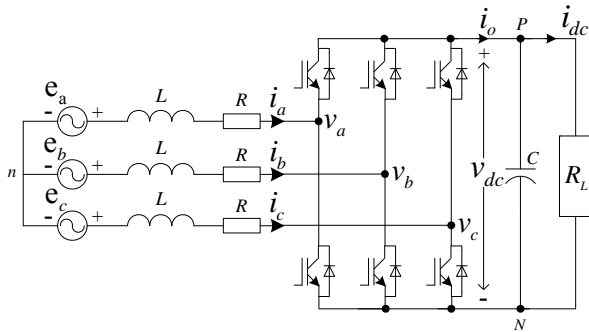 i_o P i_dc
+
e_a L R i_a
- + v_a
e_b L R i_b
n - + v_b v_dc C R_L
e_c L R i_c
- + v_c
-
N